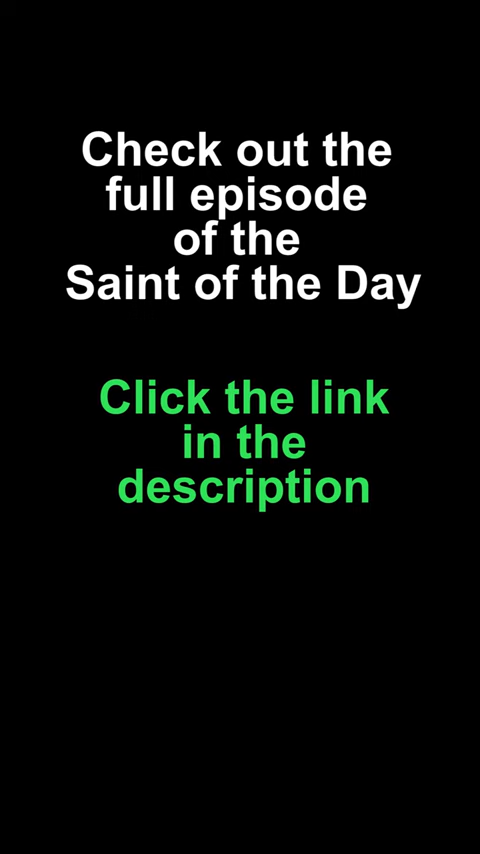 Check out the
full episode
of the
Saint of the Day
Click the link
in the
description